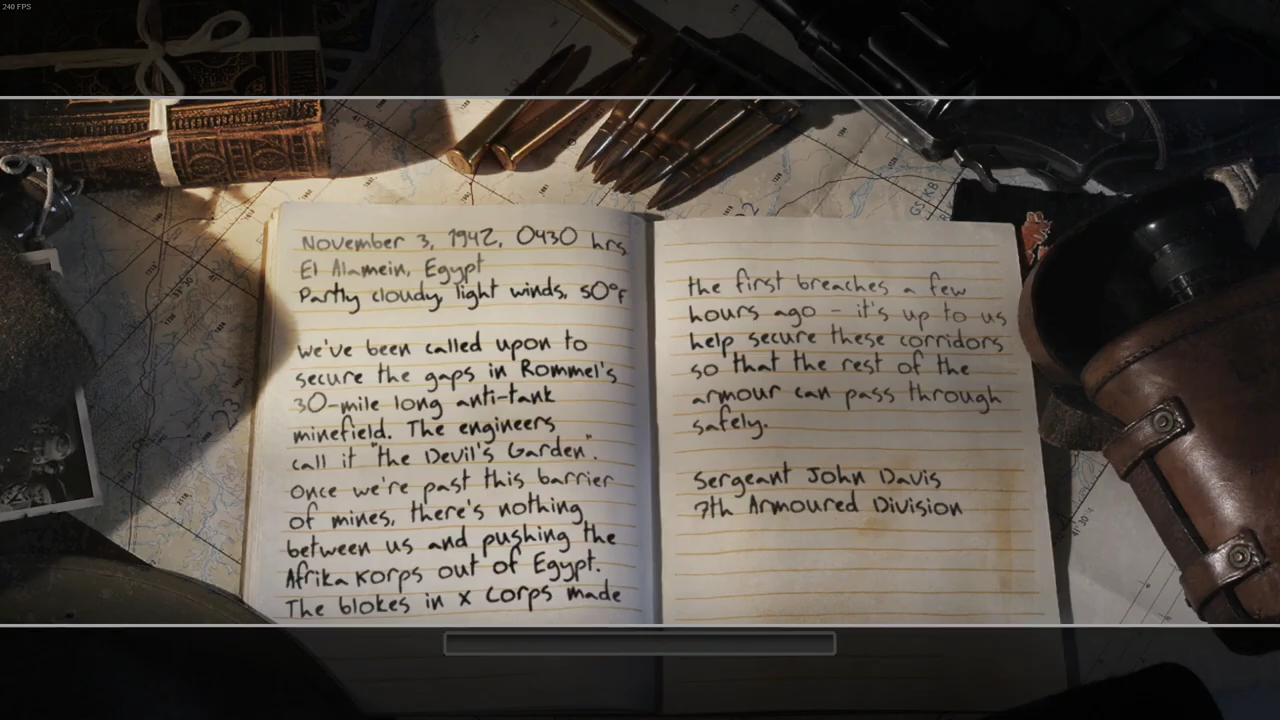 240 FPS
November 3, 1942, 0430 hrs
El Alamein, Egypt
Partly cloudy, light winds, 50°F
we've been called upon to
secure the gaps in Rommel's
30-mile long anti-tank
minefield. The engineers
call it "the Devil's Garden".
Once we're past this barrier
of mines, there's nothing
between us and pushing the
Afrika Korps out of Egypt.
The blokes in X Corps made
the first breaches a few
hours ago - it's up to us
help secure these corridors
so that the rest of the
armour can pass through
safely.
Sergeant John Davis
7th Armoured Division
GSKB